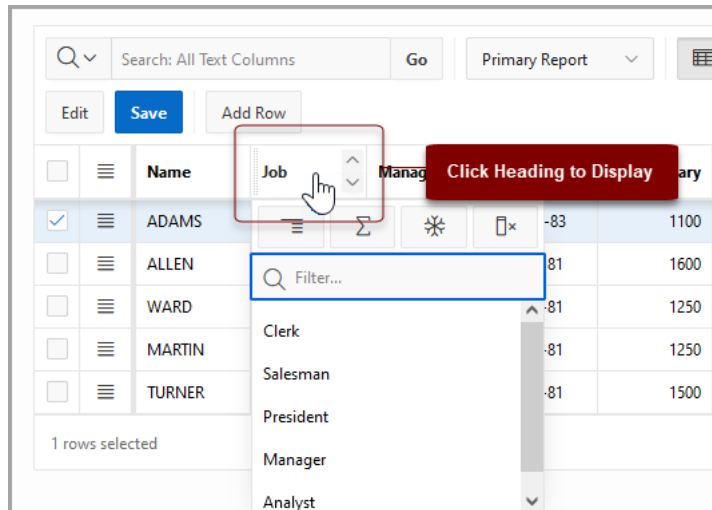 Search: All Text Columns Go Primary Report
Edit Save Add Row
Click Heading to Display
Name Job Manag ary
ADAMS -83 1100
ALLEN 81 1600
Filter...
WARD -81 1250
Clerk
MARTIN -81 1250
Salesman
TURNER -81 1500
President
1 rows selected
Manager
Analyst